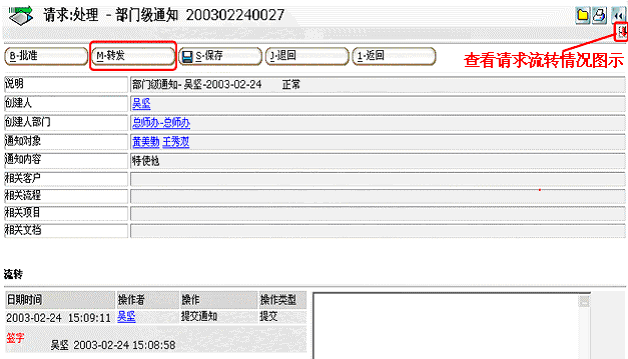 请求:处理 - 部门级通知 200302240027
B-批准 M-转发 S-保存 J-退回 1-返回
查看请求流转情况图示
说明 部门级通知- 吴坚-2003-02-24 正常
创建人 吴坚
创建人部门 总师办-总师办
通知对象 黄美勤 王秀
通知内容 特使他
相关客户
相关流程
相关项目
相关文档
流转
日期时间 操作者 操作 操作类型
2003-02-24 15:09:11 吴坚 提交通知 提交
签字
吴坚 2003-02-24 15:08:58